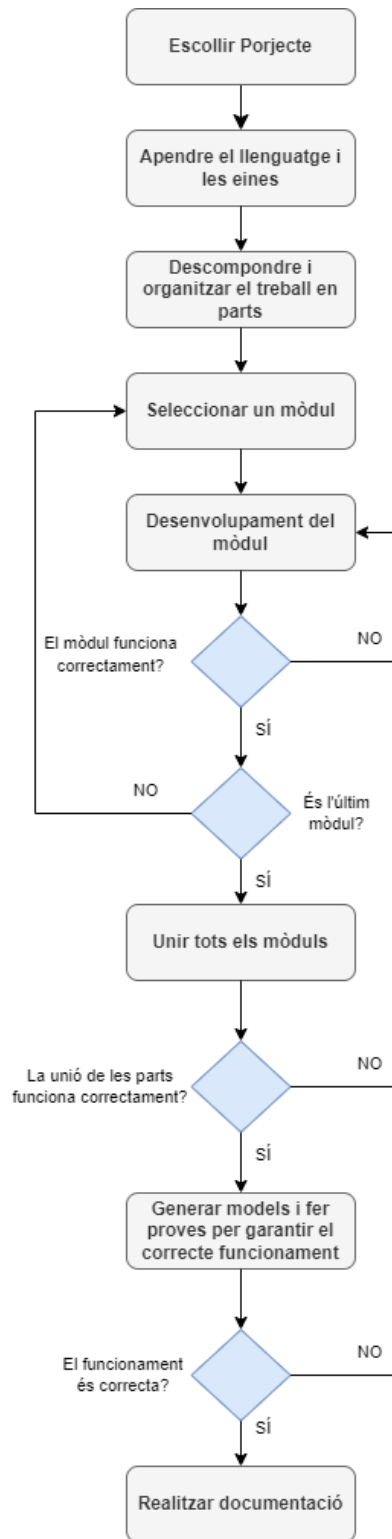 Escollir Porjecte
Apendre el llenguatge i
les eines
Descompondre i
organitzar el treball en
parts
Seleccionar un mòdul
Desenvolupament del
mòdul
El mòdul funciona
correctament?
NO
SÍ
NO
És l'últim
mòdul?
SÍ
Unir tots els mòduls
La unió de les parts
funciona correctament?
NO
SÍ
Generar models i fer
proves per garantir el
correcte funcionament
El funcionament
és correcta?
NO
SÍ
Realitzar documentació